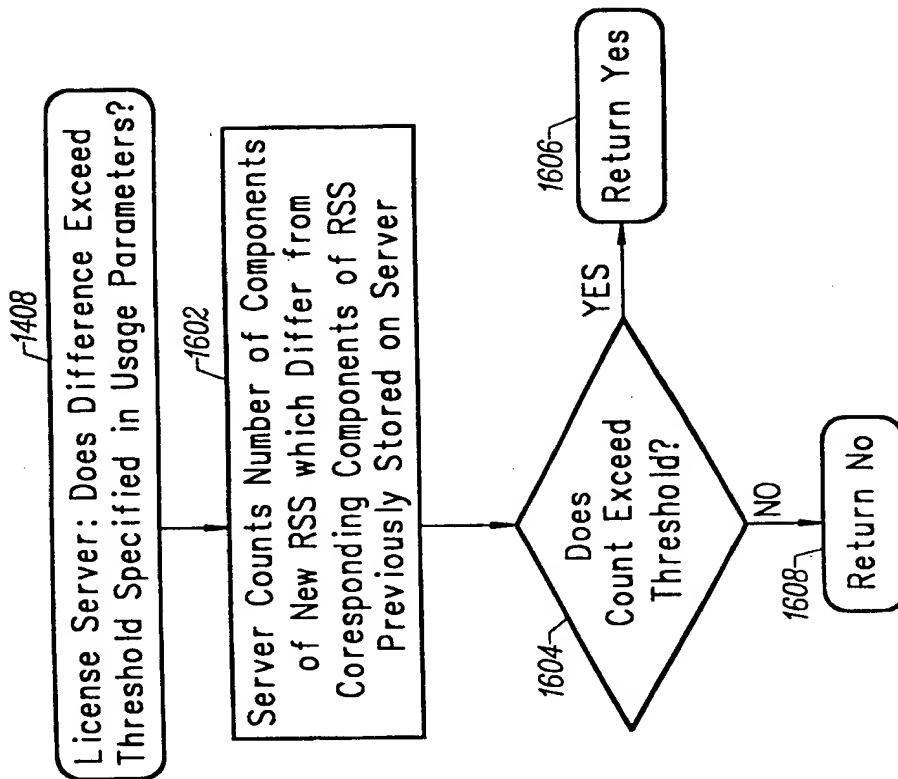 1408
License Server: Does Difference Exceed
Threshold Specified in Usage Parameters?
1602
Server Counts Number of Components
of New RSS which Differ from
Coresponding Components of RSS
Previously Stored on Server
1604
Does
Count Exceed
Threshold?
YES
1606
Return Yes
NO
1608
Return No